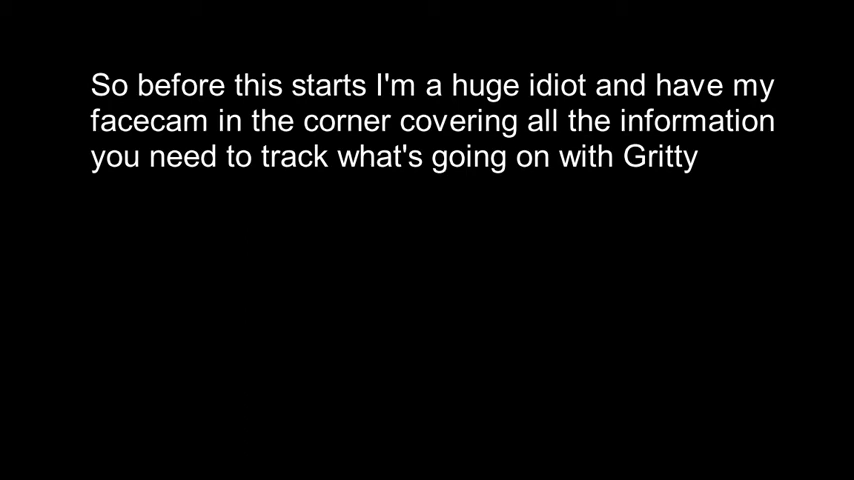 So before this starts I'm a huge idiot and have my
facecam in the corner covering all the information
you need to track what's going on with Gritty